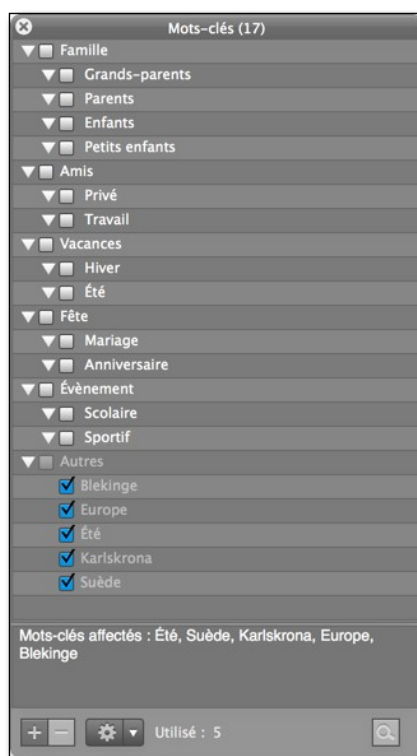 Mots-clés (17)
Famille
Grands-parents
Parents
Enfants
Petits enfants
Amis
Privé
Travail
Vacances
Hiver
Été
Fête
Mariage
Anniversaire
Évènement
Scolaire
Sportif
Autres
Blekinge
Europe
Été
Karlskrona
Suède
Mots-clés affectés : Été, Suède, Karlskrona, Europe,
Blekinge
Utilisé : 5